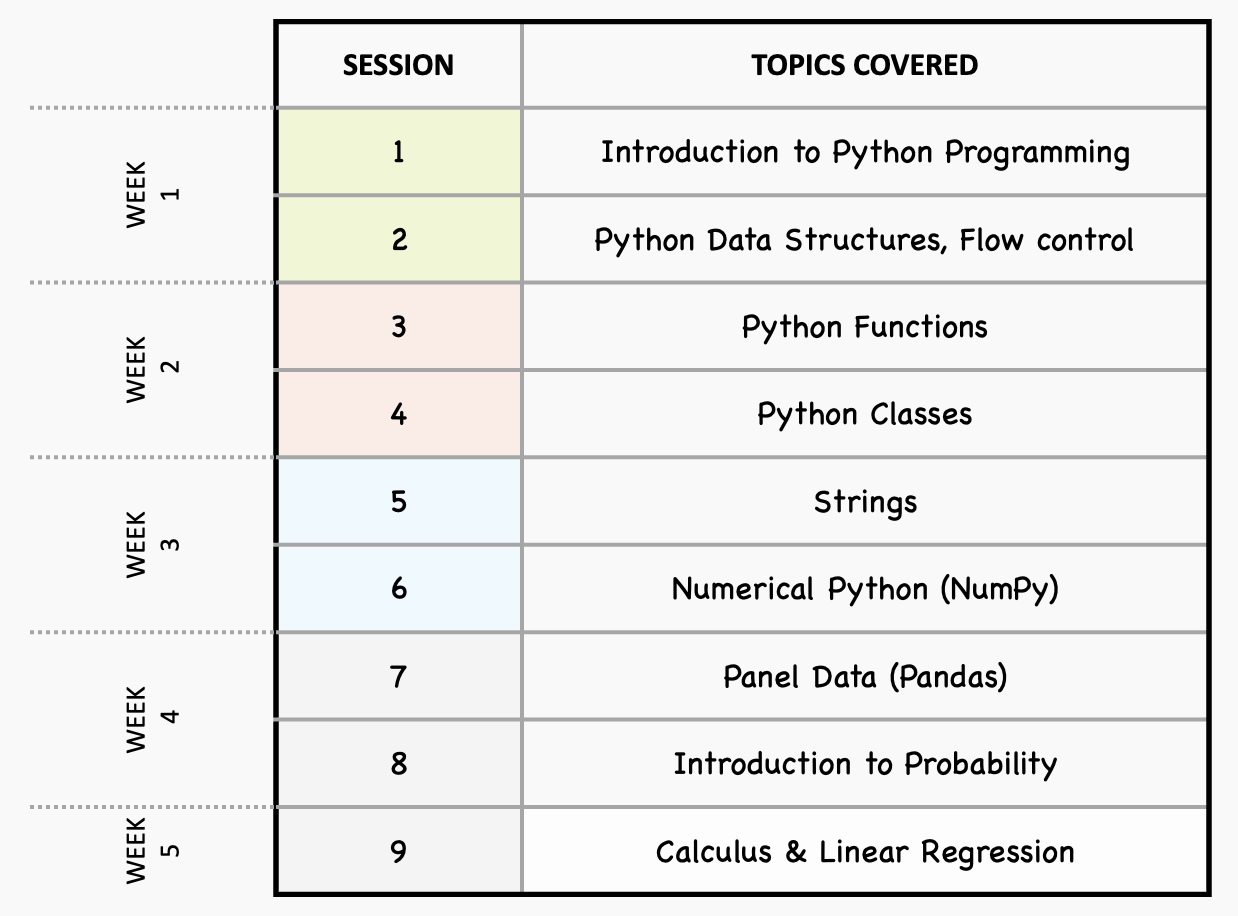 SESSION TOPICS COVERED
WEEK 1
1 Introduction to Python Programming
2 Python Data Structures, Flow control
WEEK 2
3 Python Functions
4 Python Classes
WEEK 3
5 Strings
6 Numerical Python (NumPy)
WEEK 4
7 Panel Data (Pandas)
8 Introduction to Probability
WEEK 5
9 Calculus & Linear Regression